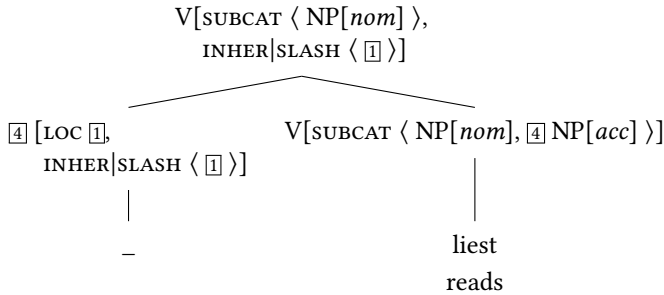 V[SUBCAT ⟨ NP[nom] ⟩,
INHER|SLASH ⟨ 1 ⟩]
4 [LOC 1,
INHER|SLASH ⟨ 1 ⟩]
V[SUBCAT ⟨ NP[nom], 4 NP[acc] ⟩]
_
liest
reads